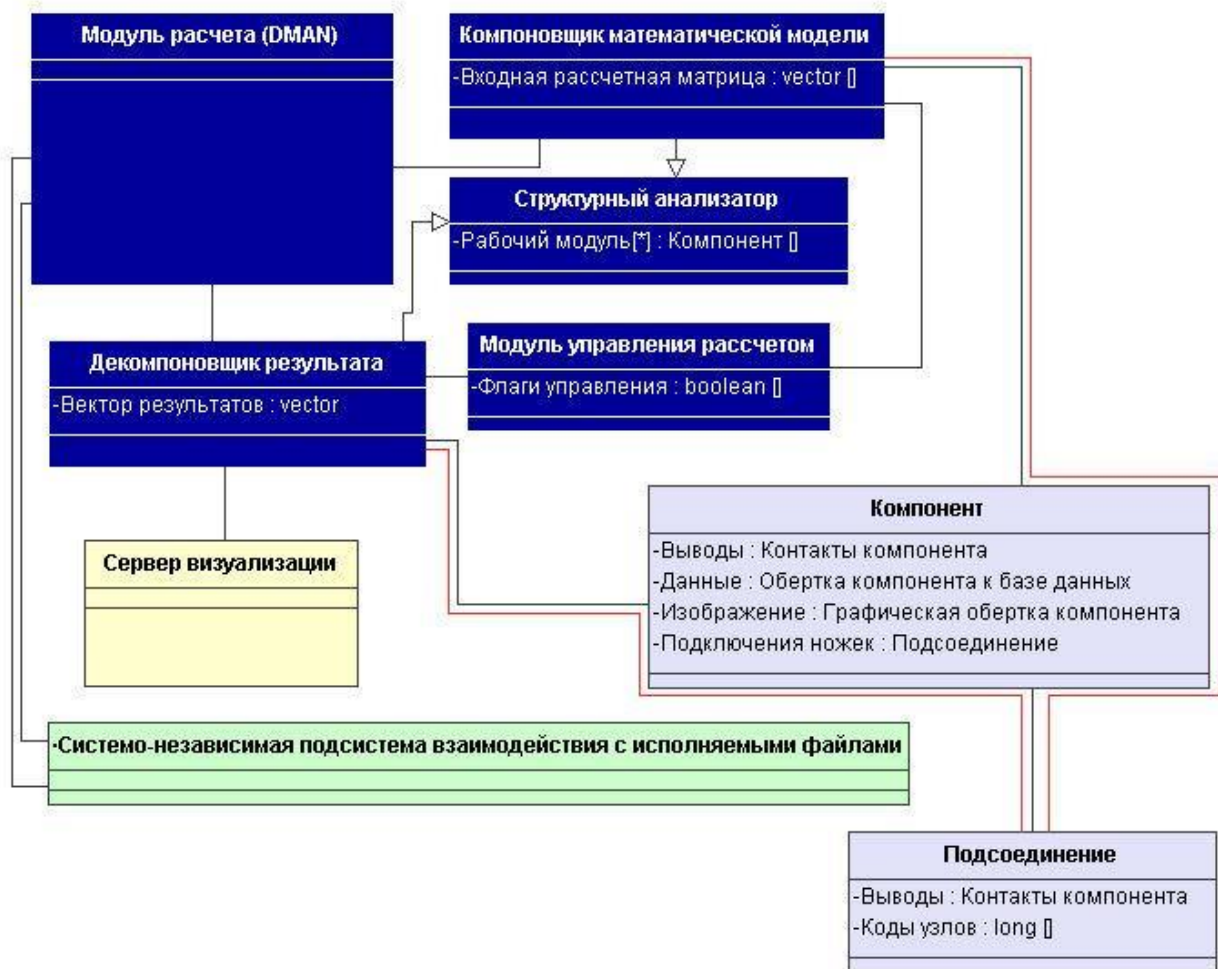 Модуль расчета (DMAN)
Компоновщик математической модели
-Входная рассчетная матрица : vector []
Структурный анализатор
-Рабочий модуль[*] : Компонент []
Декомпоновщик результата
-Вектор результатов : vector
Модуль управления рассчетом
-Флаги управления : boolean []
Компонент
-Выводы : Контакты компонента
-Данные : Обертка компонента к базе данных
-Изображение : Графическая обертка компонента
-Подключения ножек : Подсоединение
Сервер визуализации
Системо-независимая подсистема взаимодействия с исполняемыми файлами
Подсоединение
-Выводы : Контакты компонента
-Коды узлов : long []